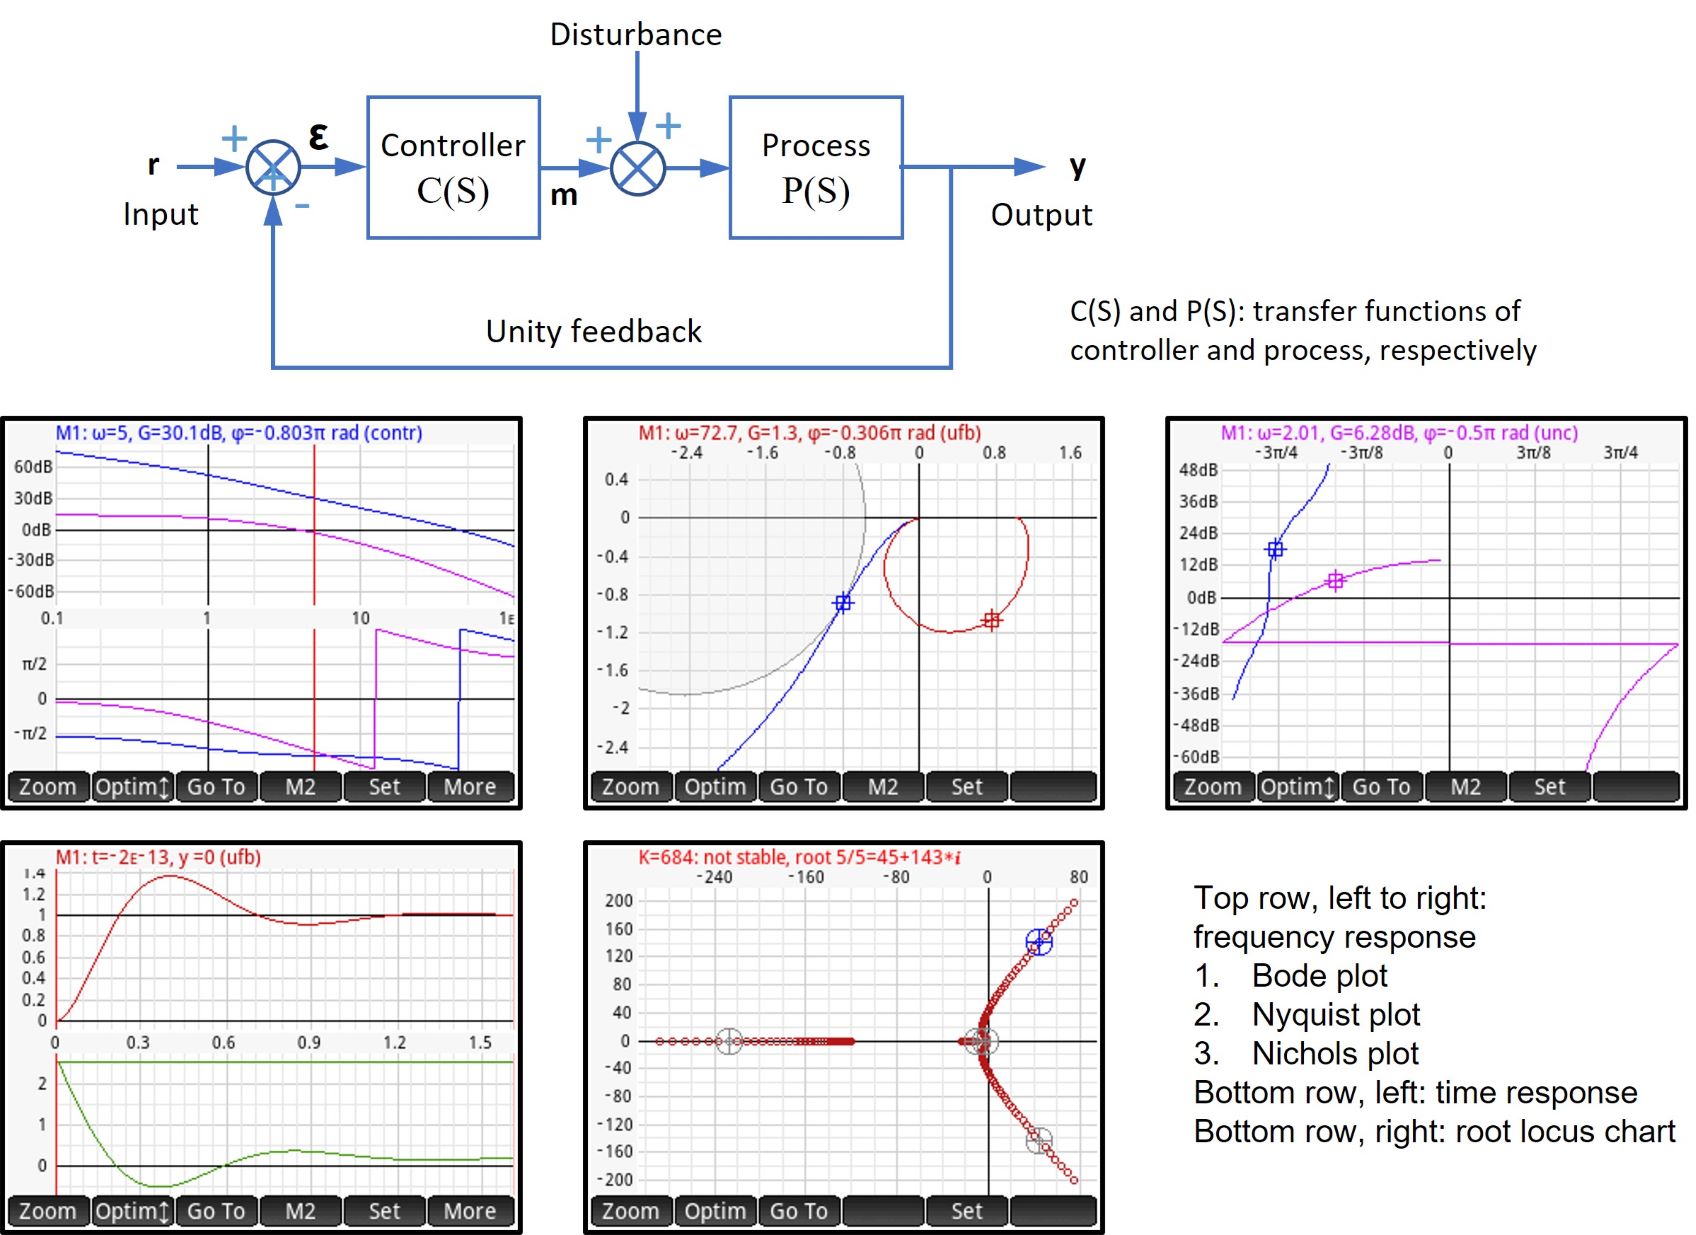 Disturbance
+
ε
+
+
r
Controller
C(S)
m
Process
P(S)
y
+
-
Input
Output
Unity feedback
C(S) and P(S): transfer functions of
controller and process, respectively
M1: ω=5, G=30.1dB, φ=-0.803π rad (contr)
60dB
30dB
0dB
-30dB
-60dB
0.1 1 10 1E
π/2
0
-π/2
Zoom Optim↕ Go To M2 Set More
M1: ω=72.7, G=1.3, φ=-0.306π rad (ufb)
-2.4 -1.6 -0.8 0 0.8 1.6
0.4
0
-0.4
-0.8
-1.2
-1.6
-2
-2.4
Zoom Optim Go To M2 Set
M1: ω=2.01, G=6.28dB, φ=-0.5π rad (unc)
-3π/4 -3π/8 0 3π/8 3π/4
48dB
36dB
24dB
12dB
0dB
-12dB
-24dB
-36dB
-48dB
-60dB
Zoom Optim↕ Go To M2 Set
M1: t=-2E-13, y =0 (ufb)
1.4
1.2
1
0.8
0.6
0.4
0.2
0
0 0.3 0.6 0.9 1.2 1.5
2
1
0
Zoom Optim↕ Go To M2 Set More
K=684: not stable, root 5/5=45+143*i
-240 -160 -80 0 80
200
160
120
80
40
0
-40
-80
-120
-160
-200
Zoom Optim Go To Set
Top row, left to right:
frequency response
1. Bode plot
2. Nyquist plot
3. Nichols plot
Bottom row, left: time response
Bottom row, right: root locus chart